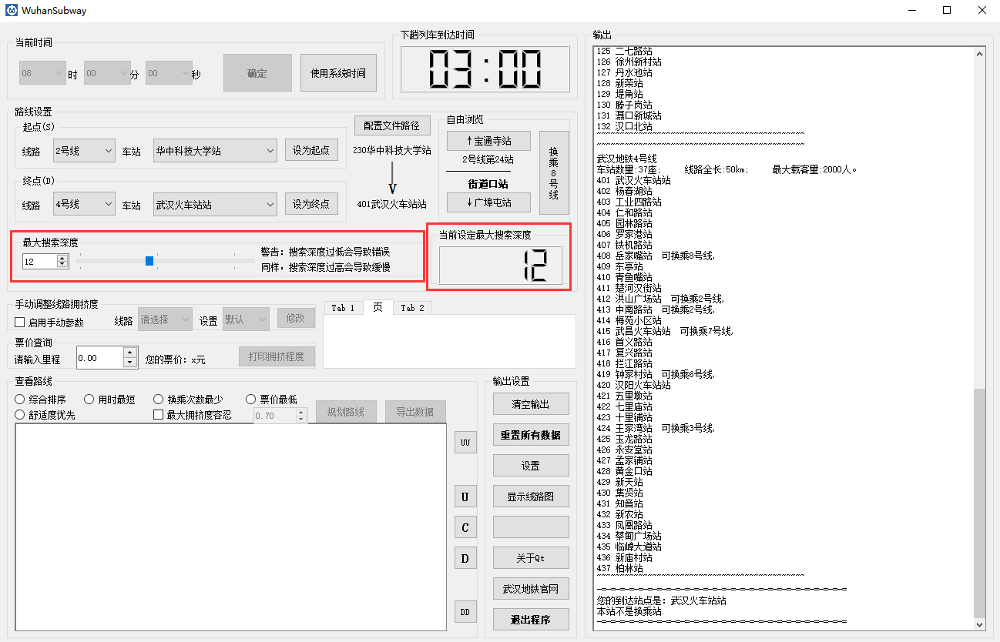 WuhanSubway
当前时间
08 时 00 分 00 秒 确定 使用系统时间
下趟列车到达时间
03:00
路线设置
起点(S)
线路 2号线 车站 华中科技大学站 设为起点
终点(D)
线路 4号线 车站 武汉火车站站 设为终点
配置文件路径
230华中科技大学站
V
401武汉火车站站
自由浏览
↑宝通寺站
2号线第24站
街道口站
↓广埠屯站
换乘8号线
最大搜索深度
12
警告: 搜索深度过低会导致错误
同样, 搜索深度过高会导致缓慢
当前设定最大搜索深度
12
手动调整线路拥挤度
启用手动参数 线路 请选择 设置 默认 修改
票价查询
请输入里程 0.00 您的票价: x元 打印拥挤程度
Tab 1 页 Tab 2
查看路线
综合排序 用时最短 换乘次数最少 票价最低
舒适度优先 最大拥挤度容忍 0.70 规划路线 导出数据
UU
U
C
D
DD
输出设置
清空输出
重置所有数据
设置
显示线路图
关于Qt
武汉地铁官网
退出程序
输出
125 二七路站
126 徐州新村站
127 丹水池站
128 新荣站
129 堤角站
130 滕子岗站
131 滠口新城站
132 汉口北站
~~~~~~~~~~~~~~~~~~~~~~~~~~~~~~~~~~~~~~~~~~~~~
~~~~~~~~~~~~~~~~~~~~~~~~~~~~~~~~~~~~~~~~~~~~~
武汉地铁4号线
车站数量:37座; 线路全长:50km; 最大载客量:2000人。
401 武汉火车站站
402 杨春湖站
403 工业四路站
404 仁和路站
405 园林路站
406 罗家港站
407 铁机路站
408 岳家嘴站 可换乘8号线,
409 东亭站
410 青鱼嘴站
411 楚河汉街站
412 洪山广场站 可换乘2号线,
413 中南路站 可换乘2号线,
414 梅苑小区站
415 武昌火车站站 可换乘7号线,
416 首义路站
417 复兴路站
418 拦江路站
419 钟家村站 可换乘6号线,
420 汉阳火车站站
421 五里墩站
422 七里庙站
423 十里铺站
424 王家湾站 可换乘3号线,
425 玉龙路站
426 永安堂站
427 孟家铺站
428 黄金口站
429 新天站
430 集贤站
431 知音站
432 新农站
433 凤凰路站
434 蔡甸广场站
435 临嶂大道站
436 新庙村站
437 柏林站
~~~~~~~~~~~~~~~~~~~~~~~~~~~~~~~~~~~~~~~~~~~~~
-=-=-=-=-=-=-=-=-=-=-=-=-=-=-=-=-=-=-=-=-=-=-=-=-=-=-=
您的到达站点是: 武汉火车站站
本站不是换乘站.
-=-=-=-=-=-=-=-=-=-=-=-=-=-=-=-=-=-=-=-=-=-=-=-=-=-=-=